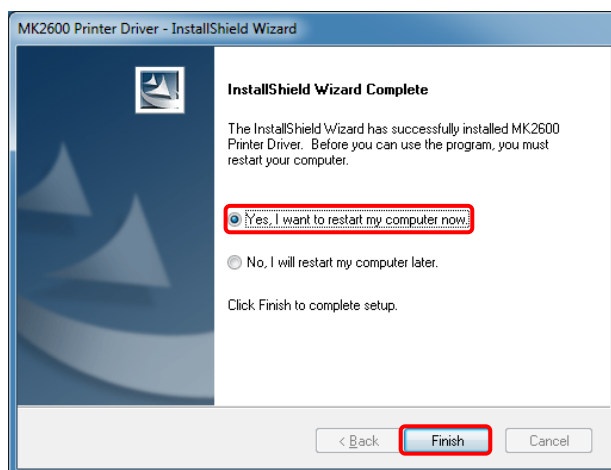 MK2600 Printer Driver - InstallShield Wizard
InstallShield Wizard Complete
The InstallShield Wizard has successfully installed MK2600
Printer Driver. Before you can use the program, you must
restart your computer.
Yes, I want to restart my computer now.
No, I will restart my computer later.
Click Finish to complete setup.
< Back Finish Cancel